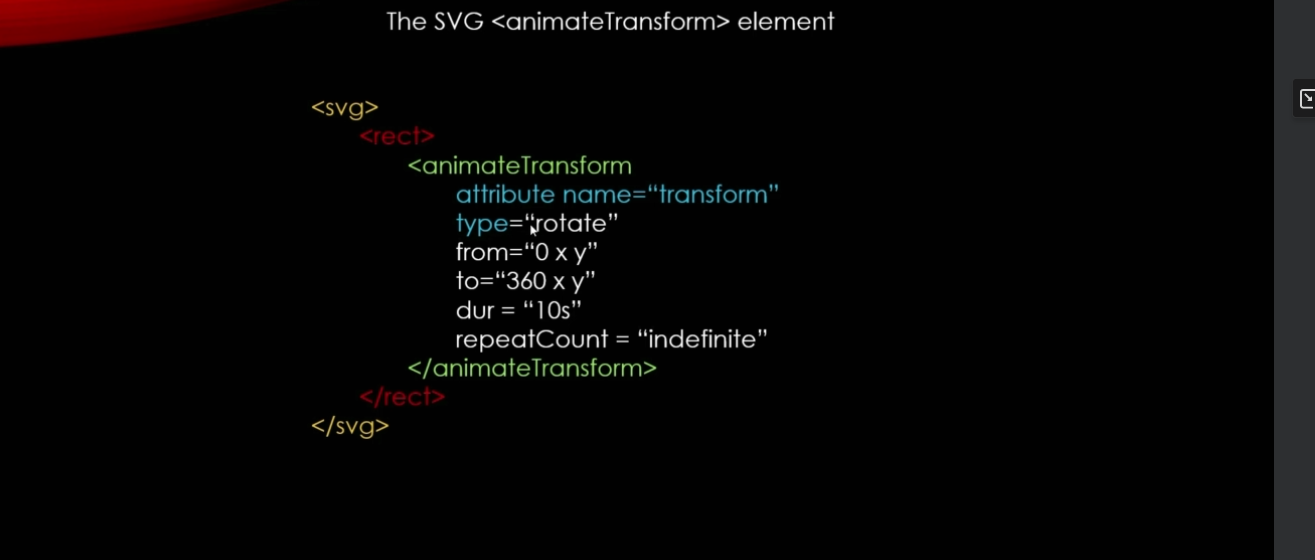 The SVG <animateTransform> element
<svg>
<rect>
<animateTransform
attribute name=“transform”
type=“rotate”
from=“0 x y”
to=“360 x y”
dur = “10s”
repeatCount = “indefinite”
</animateTransform>
</rect>
</svg>